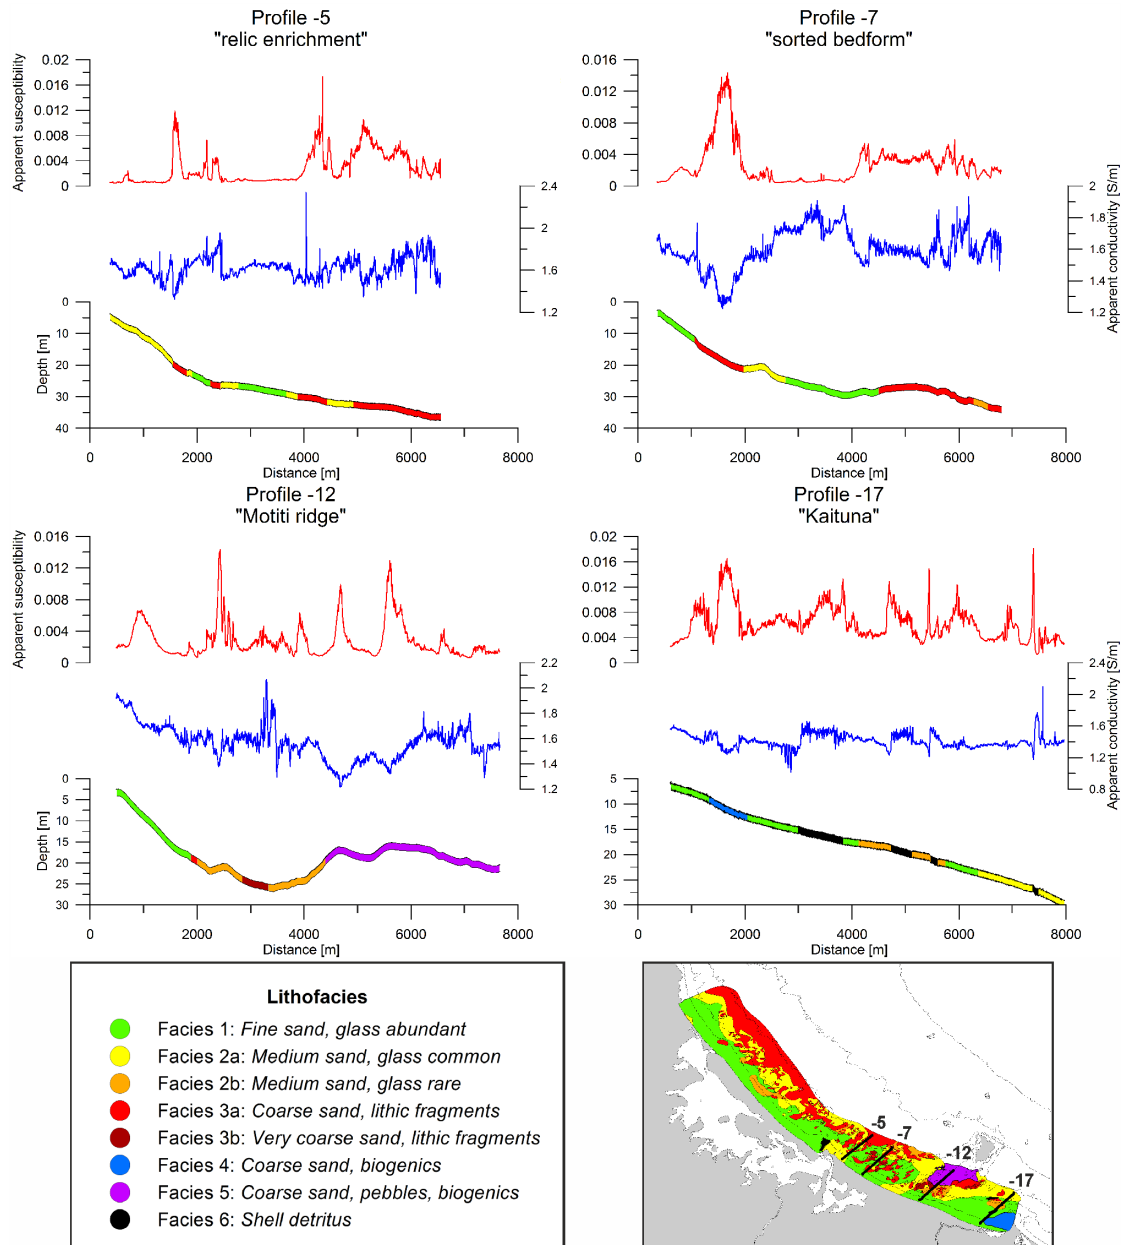 Profile -5
"relic enrichment"
Apparent susceptibility
0.02
0.016
0.012
0.008
0.004
0
2.4
2
1.6
1.2
Depth [m]
0
10
20
30
40
0 2000 4000 6000 8000
Distance [m]
Profile -7
"sorted bedform"
0.016
0.012
0.008
0.004
0
2
1.8
1.6
1.4
1.2
Apparent conductivity [S/m]
0
10
20
30
40
0 2000 4000 6000 8000
Distance [m]
Profile -12
"Motiti ridge"
Apparent susceptibility
0.016
0.012
0.008
0.004
0
2.2
2
1.8
1.6
1.4
1.2
Depth [m]
0
5
10
15
20
25
30
0 2000 4000 6000 8000
Distance [m]
Profile -17
"Kaituna"
0.02
0.016
0.012
0.008
0.004
0
2.4
2
1.6
1.2
0.8
Apparent conductivity [S/m]
5
10
15
20
25
30
0 2000 4000 6000 8000
Distance [m]
Lithofacies
Facies 1: Fine sand, glass abundant
Facies 2a: Medium sand, glass common
Facies 2b: Medium sand, glass rare
Facies 3a: Coarse sand, lithic fragments
Facies 3b: Very coarse sand, lithic fragments
Facies 4: Coarse sand, biogenics
Facies 5: Coarse sand, pebbles, biogenics
Facies 6: Shell detritus
-5
-7
-12
-17